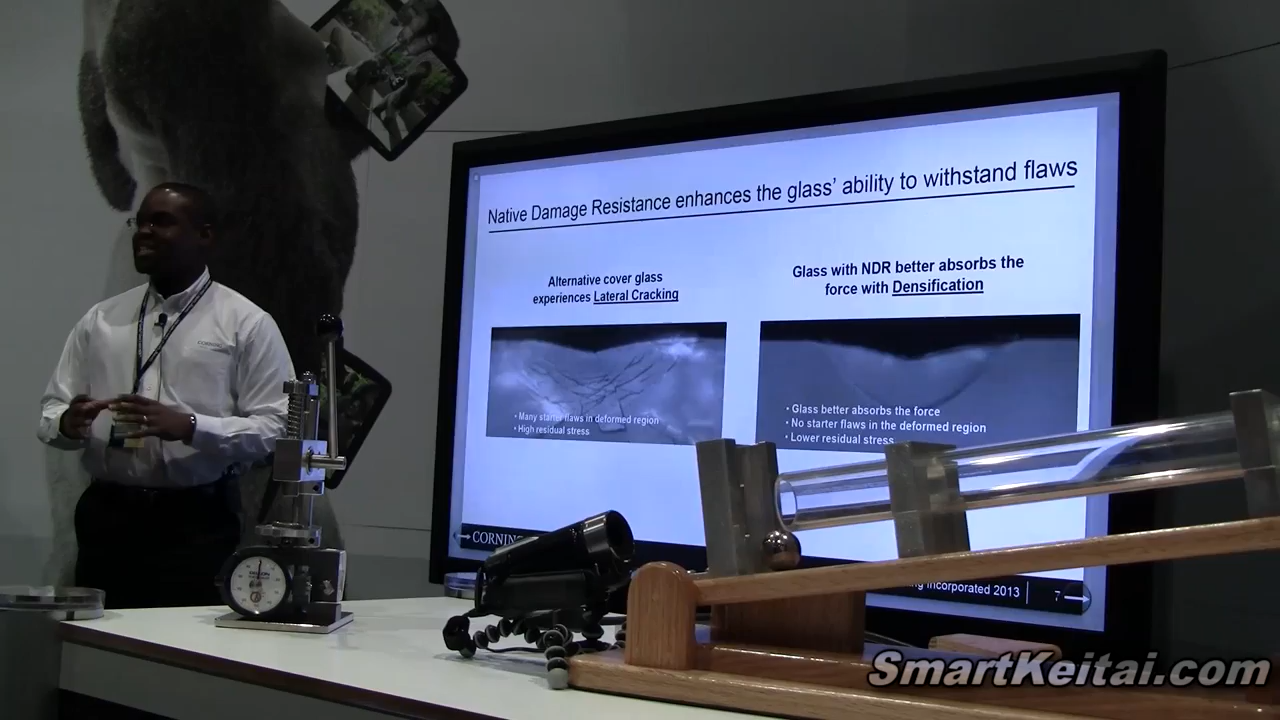 Native Damage Resistance enhances the glass' ability to withstand flaws
Alternative cover glass
experiences Lateral Cracking
Glass with NDR better absorbs the
force with Densification
• Many starter flaws in deformed region
• High residual stress
• Glass better absorbs the force
• No starter flaws in the deformed region
• Lower residual stress
CORNING
Incorporated 2013
7
SmartKeitai.com